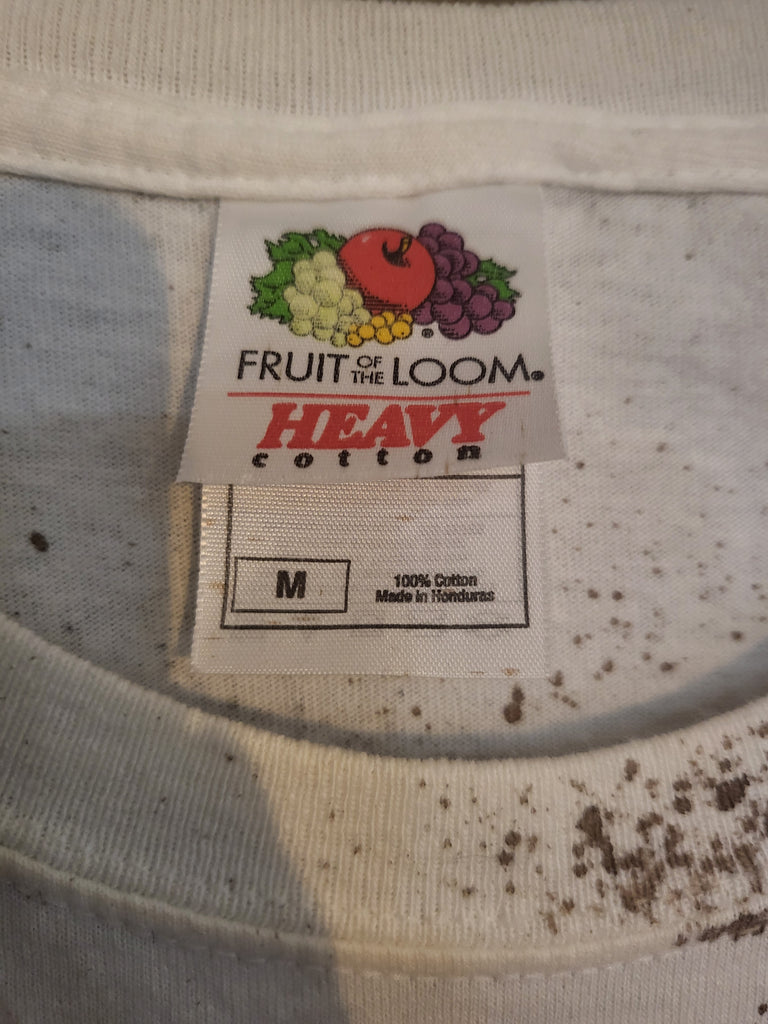 FRUIT OF THE LOOM®
HEAVY
cotton
M
100% Cotton
Made in Honduras